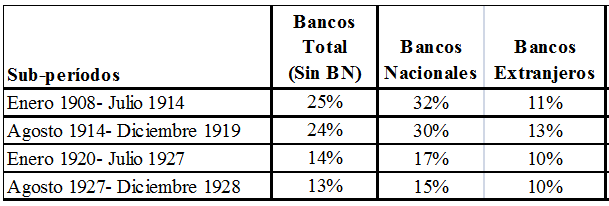 Sub-períodos Bancos Total (Sin BN) Bancos Nacionales Bancos Extranjeros
Enero 1908- Julio 1914 25% 32% 11%
Agosto 1914- Diciembre 1919 24% 30% 13%
Enero 1920- Julio 1927 14% 17% 10%
Agosto 1927- Diciembre 1928 13% 15% 10%